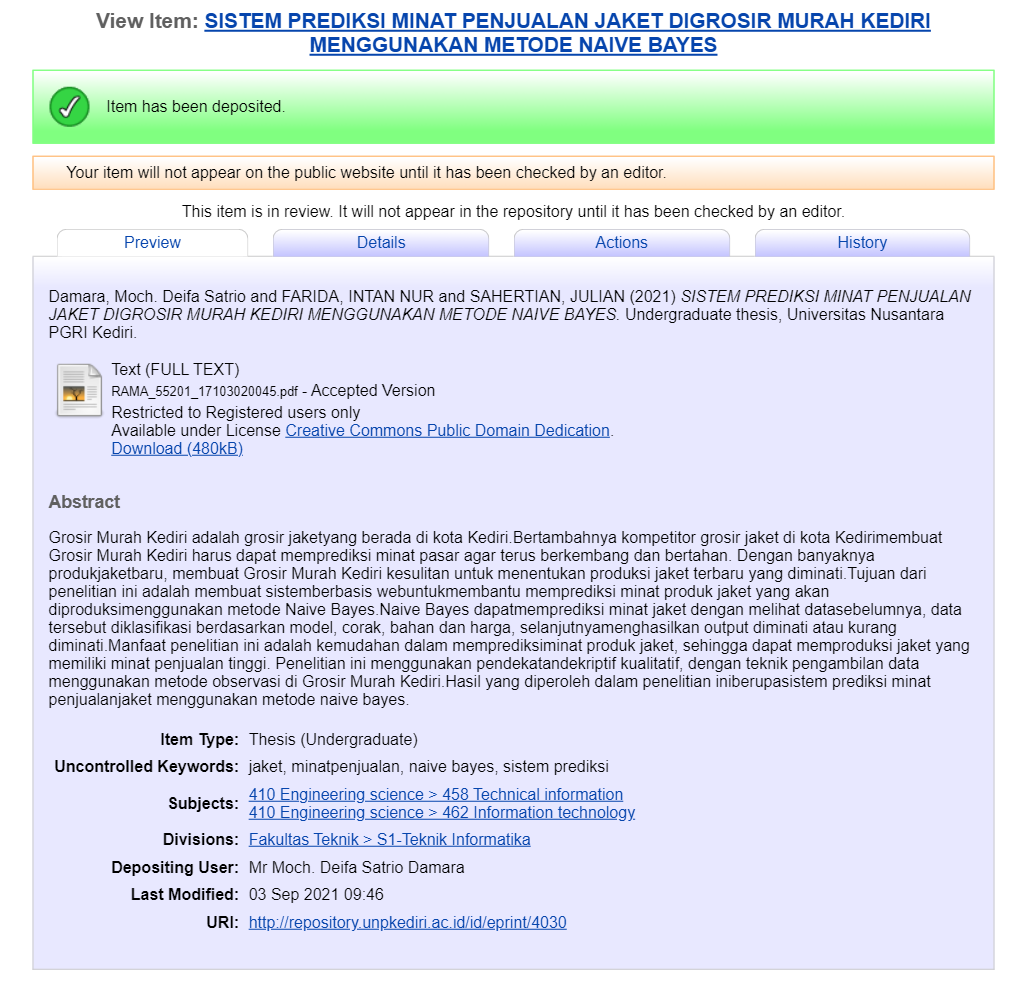 View Item: SISTEM PREDIKSI MINAT PENJUALAN JAKET DIGROSIR MURAH KEDIRI
MENGGUNAKAN METODE NAIVE BAYES
Item has been deposited.
Your item will not appear on the public website until it has been checked by an editor.
This item is in review. It will not appear in the repository until it has been checked by an editor.
Preview Details Actions History
Damara, Moch. Deifa Satrio and FARIDA, INTAN NUR and SAHERTIAN, JULIAN (2021) SISTEM PREDIKSI MINAT PENJUALAN
JAKET DIGROSIR MURAH KEDIRI MENGGUNAKAN METODE NAIVE BAYES. Undergraduate thesis, Universitas Nusantara
PGRI Kediri.
Text (FULL TEXT)
RAMA_55201_17103020045.pdf - Accepted Version
Restricted to Registered users only
Available under License Creative Commons Public Domain Dedication.
Download (480kB)
Abstract
Grosir Murah Kediri adalah grosir jaketyang berada di kota Kediri.Bertambahnya kompetitor grosir jaket di kota Kedirimembuat
Grosir Murah Kediri harus dapat memprediksi minat pasar agar terus berkembang dan bertahan. Dengan banyaknya
produkjaketbaru, membuat Grosir Murah Kediri kesulitan untuk menentukan produksi jaket terbaru yang diminati.Tujuan dari
penelitian ini adalah membuat sistemberbasis webuntukmembantu memprediksi minat produk jaket yang akan
diproduksimenggunakan metode Naive Bayes.Naive Bayes dapatmemprediksi minat jaket dengan melihat datasebelumnya, data
tersebut diklasifikasi berdasarkan model, corak, bahan dan harga, selanjutnyamenghasilkan output diminati atau kurang
diminati.Manfaat penelitian ini adalah kemudahan dalam memprediksiminat produk jaket, sehingga dapat memproduksi jaket yang
memiliki minat penjualan tinggi. Penelitian ini menggunakan pendekatandekriptif kualitatif, dengan teknik pengambilan data
menggunakan metode observasi di Grosir Murah Kediri.Hasil yang diperoleh dalam penelitian iniberupasistem prediksi minat
penjualanjaket menggunakan metode naive bayes.
Item Type: Thesis (Undergraduate)
Uncontrolled Keywords: jaket, minatpenjualan, naive bayes, sistem prediksi
Subjects: 410 Engineering science > 458 Technical information
410 Engineering science > 462 Information technology
Divisions: Fakultas Teknik > S1-Teknik Informatika
Depositing User: Mr Moch. Deifa Satrio Damara
Last Modified: 03 Sep 2021 09:46
URI: http://repository.unpkediri.ac.id/id/eprint/4030